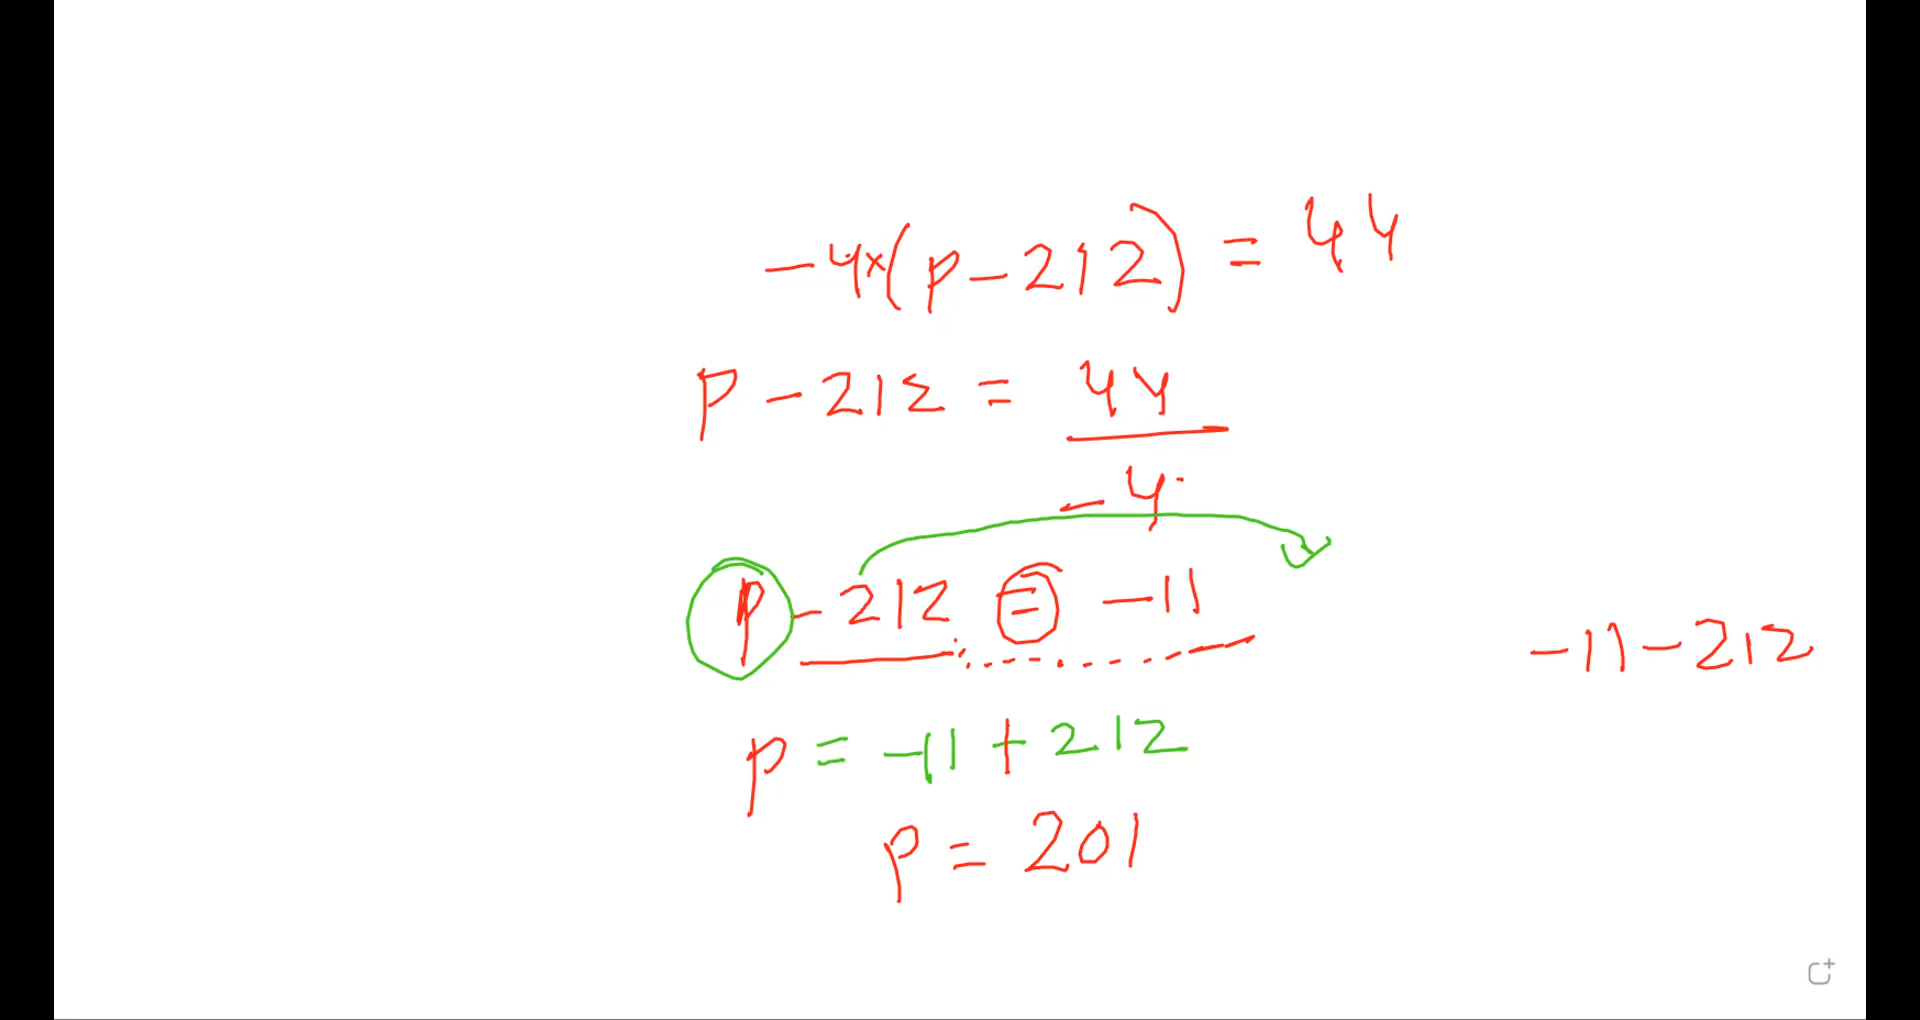 -4×(p-212) = 44
p - 212 = 44
-4
p - 212 = -11
-11-212
p = -11 + 212
p = 201